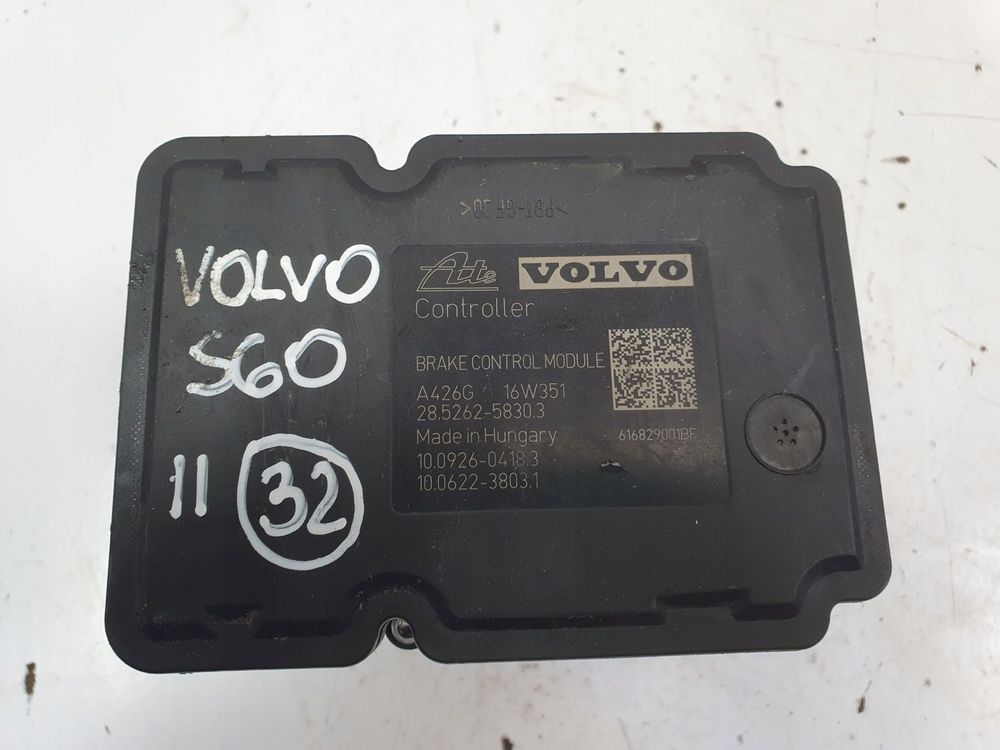 >PBT-GF30<
VOLVO
S60
11 32
Ate VOLVO
Controller
BRAKE CONTROL MODULE
A426G 16W351
28.5262-5830.3
Made in Hungary 616829001BF
10.0926-0418.3
10.0622-3803.1